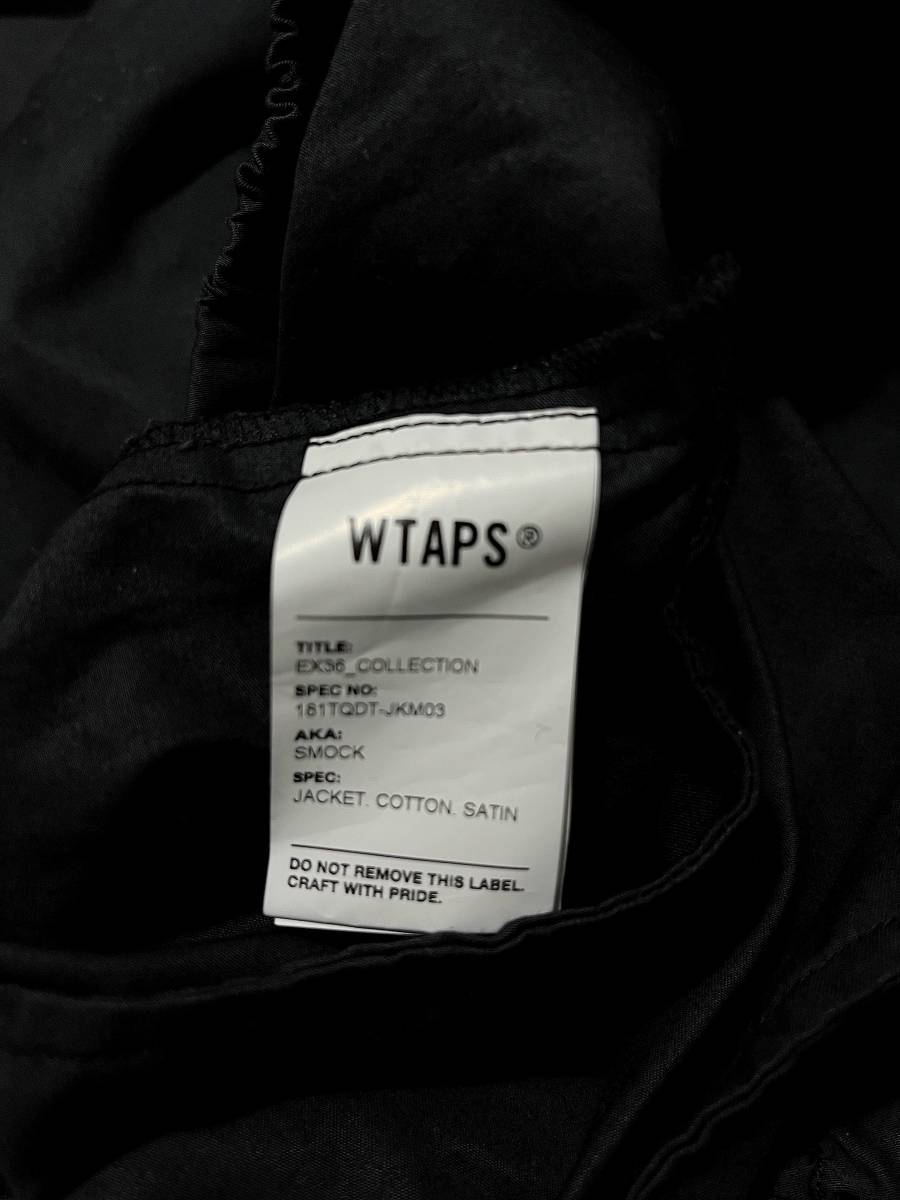 WTAPS®
TITLE:
EX36_COLLECTION
SPEC NO:
161TQDT-JKM03
AKA:
SMOCK
SPEC:
JACKET. COTTON. SATIN
DO NOT REMOVE THIS LABEL.
CRAFT WITH PRIDE.